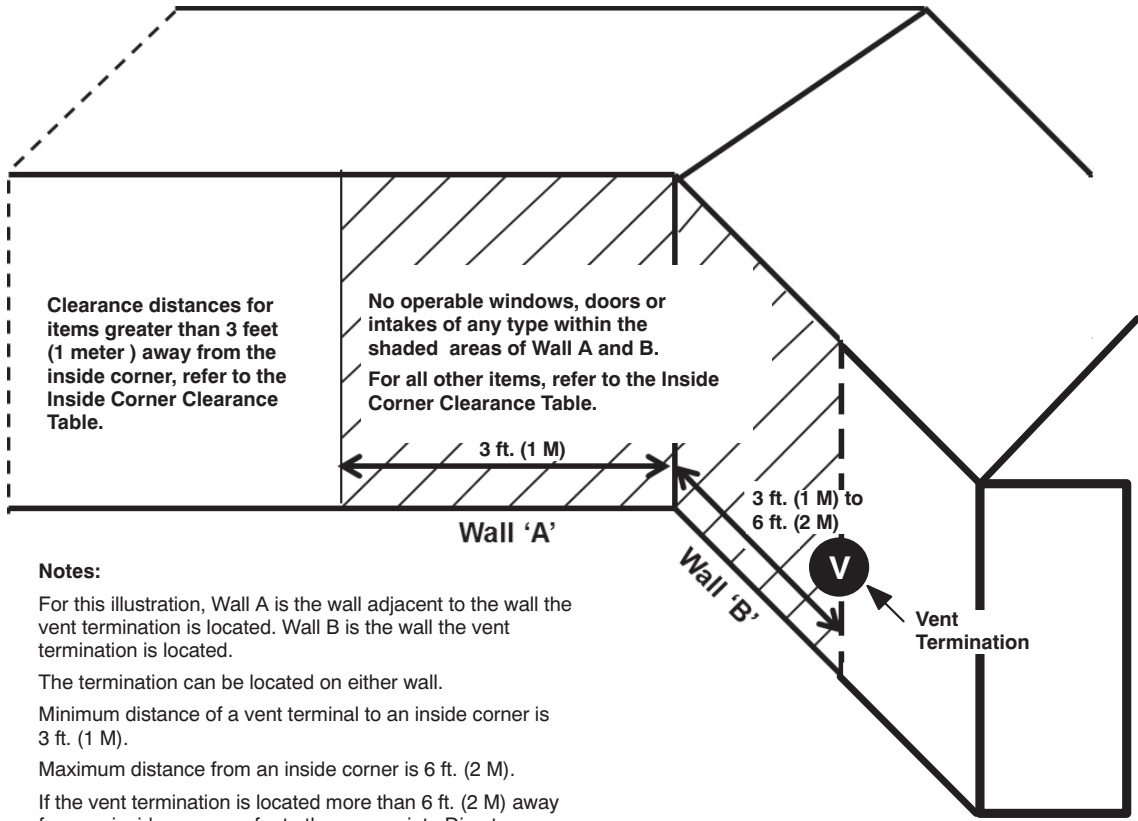 Clearance distances for
items greater than 3 feet
(1 meter ) away from the
inside corner, refer to the
Inside Corner Clearance
Table.
No operable windows, doors or
intakes of any type within the
shaded areas of Wall A and B.
For all other items, refer to the Inside
Corner Clearance Table.
3 ft. (1 M)
3 ft. (1 M) to
6 ft. (2 M)
Wall ‘A’
Wall ‘B’
V
Vent
Termination
Notes:
For this illustration, Wall A is the wall adjacent to the wall the
vent termination is located. Wall B is the wall the vent
termination is located.
The termination can be located on either wall.
Minimum distance of a vent terminal to an inside corner is
3 ft. (1 M).
Maximum distance from an inside corner is 6 ft. (2 M).
If the vent termination is located more than 6 ft. (2 M) away